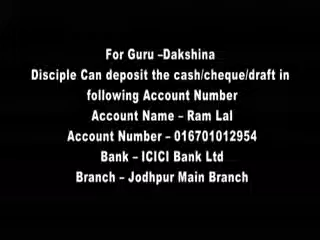 For Guru –Dakshina
Disciple Can deposit the cash/cheque/draft in
following Account Number
Account Name – Ram Lal
Account Number – 016701012954
Bank – ICICI Bank Ltd
Branch – Jodhpur Main Branch